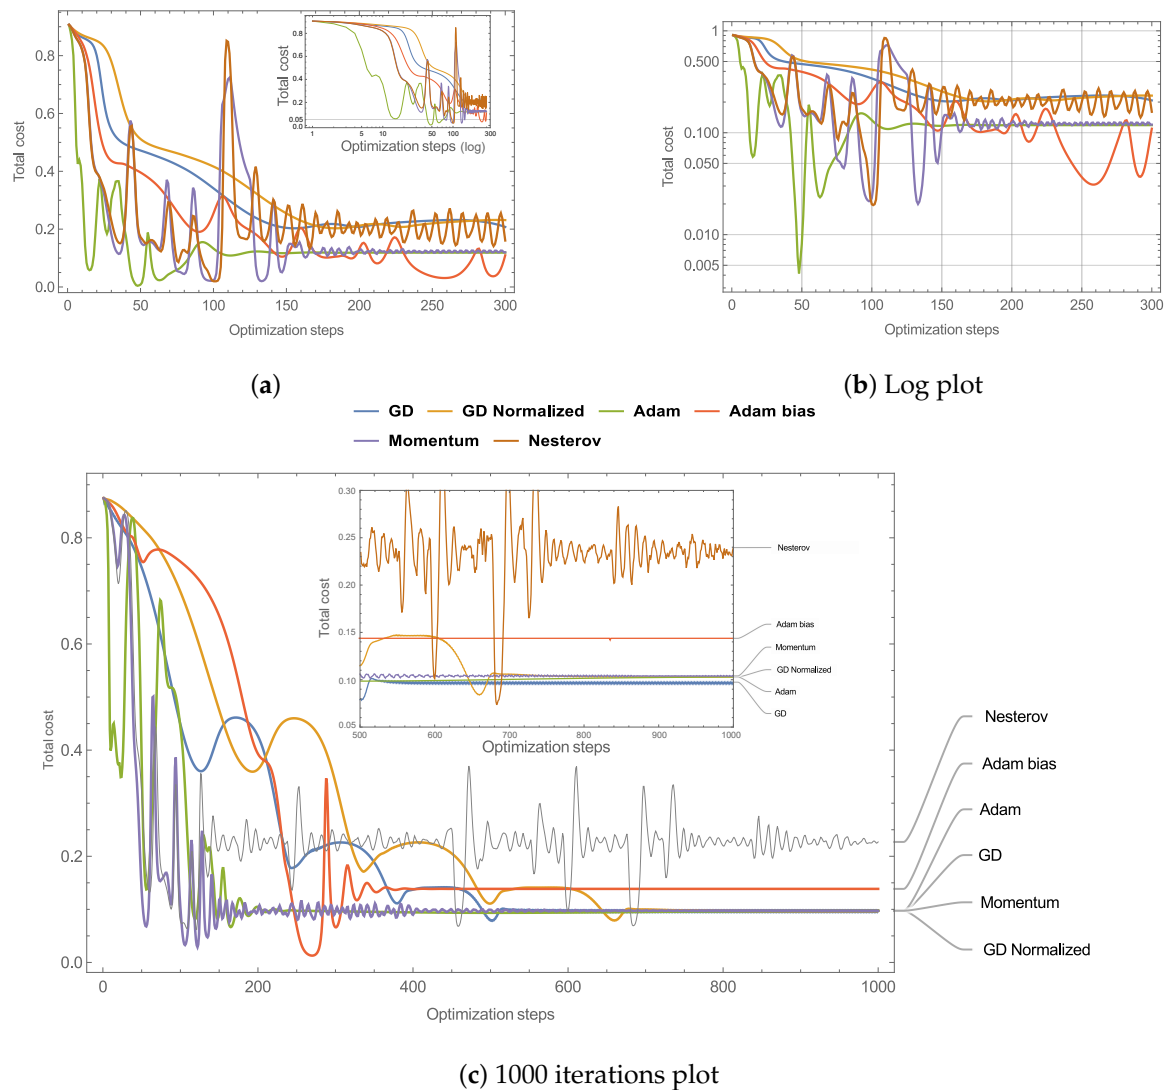 Total cost
0.8
0.6
0.4
0.2
0.0
0
50
100
150
200
250
300
Optimization steps
Total cost
0.8
0.6
0.4
0.2
0.05
0.0
1
5
10
50
100
300
Optimization steps (log)
(a)
Total cost
1
0.500
0.100
0.050
0.010
0.005
0
50
100
150
200
250
300
Optimization steps
(b) Log plot
GD
GD Normalized
Adam
Adam bias
Momentum
Nesterov
Total cost
0.8
0.6
0.4
0.2
0.0
0
200
400
600
800
1000
Optimization steps
Total cost
0.30
0.25
0.20
0.15
0.10
0.05
500
600
700
800
900
1000
Optimization steps
Nesterov
Adam bias
Momentum
GD Normalized
Adam
GD
Nesterov
Adam bias
Adam
GD
Momentum
GD Normalized
(c) 1000 iterations plot